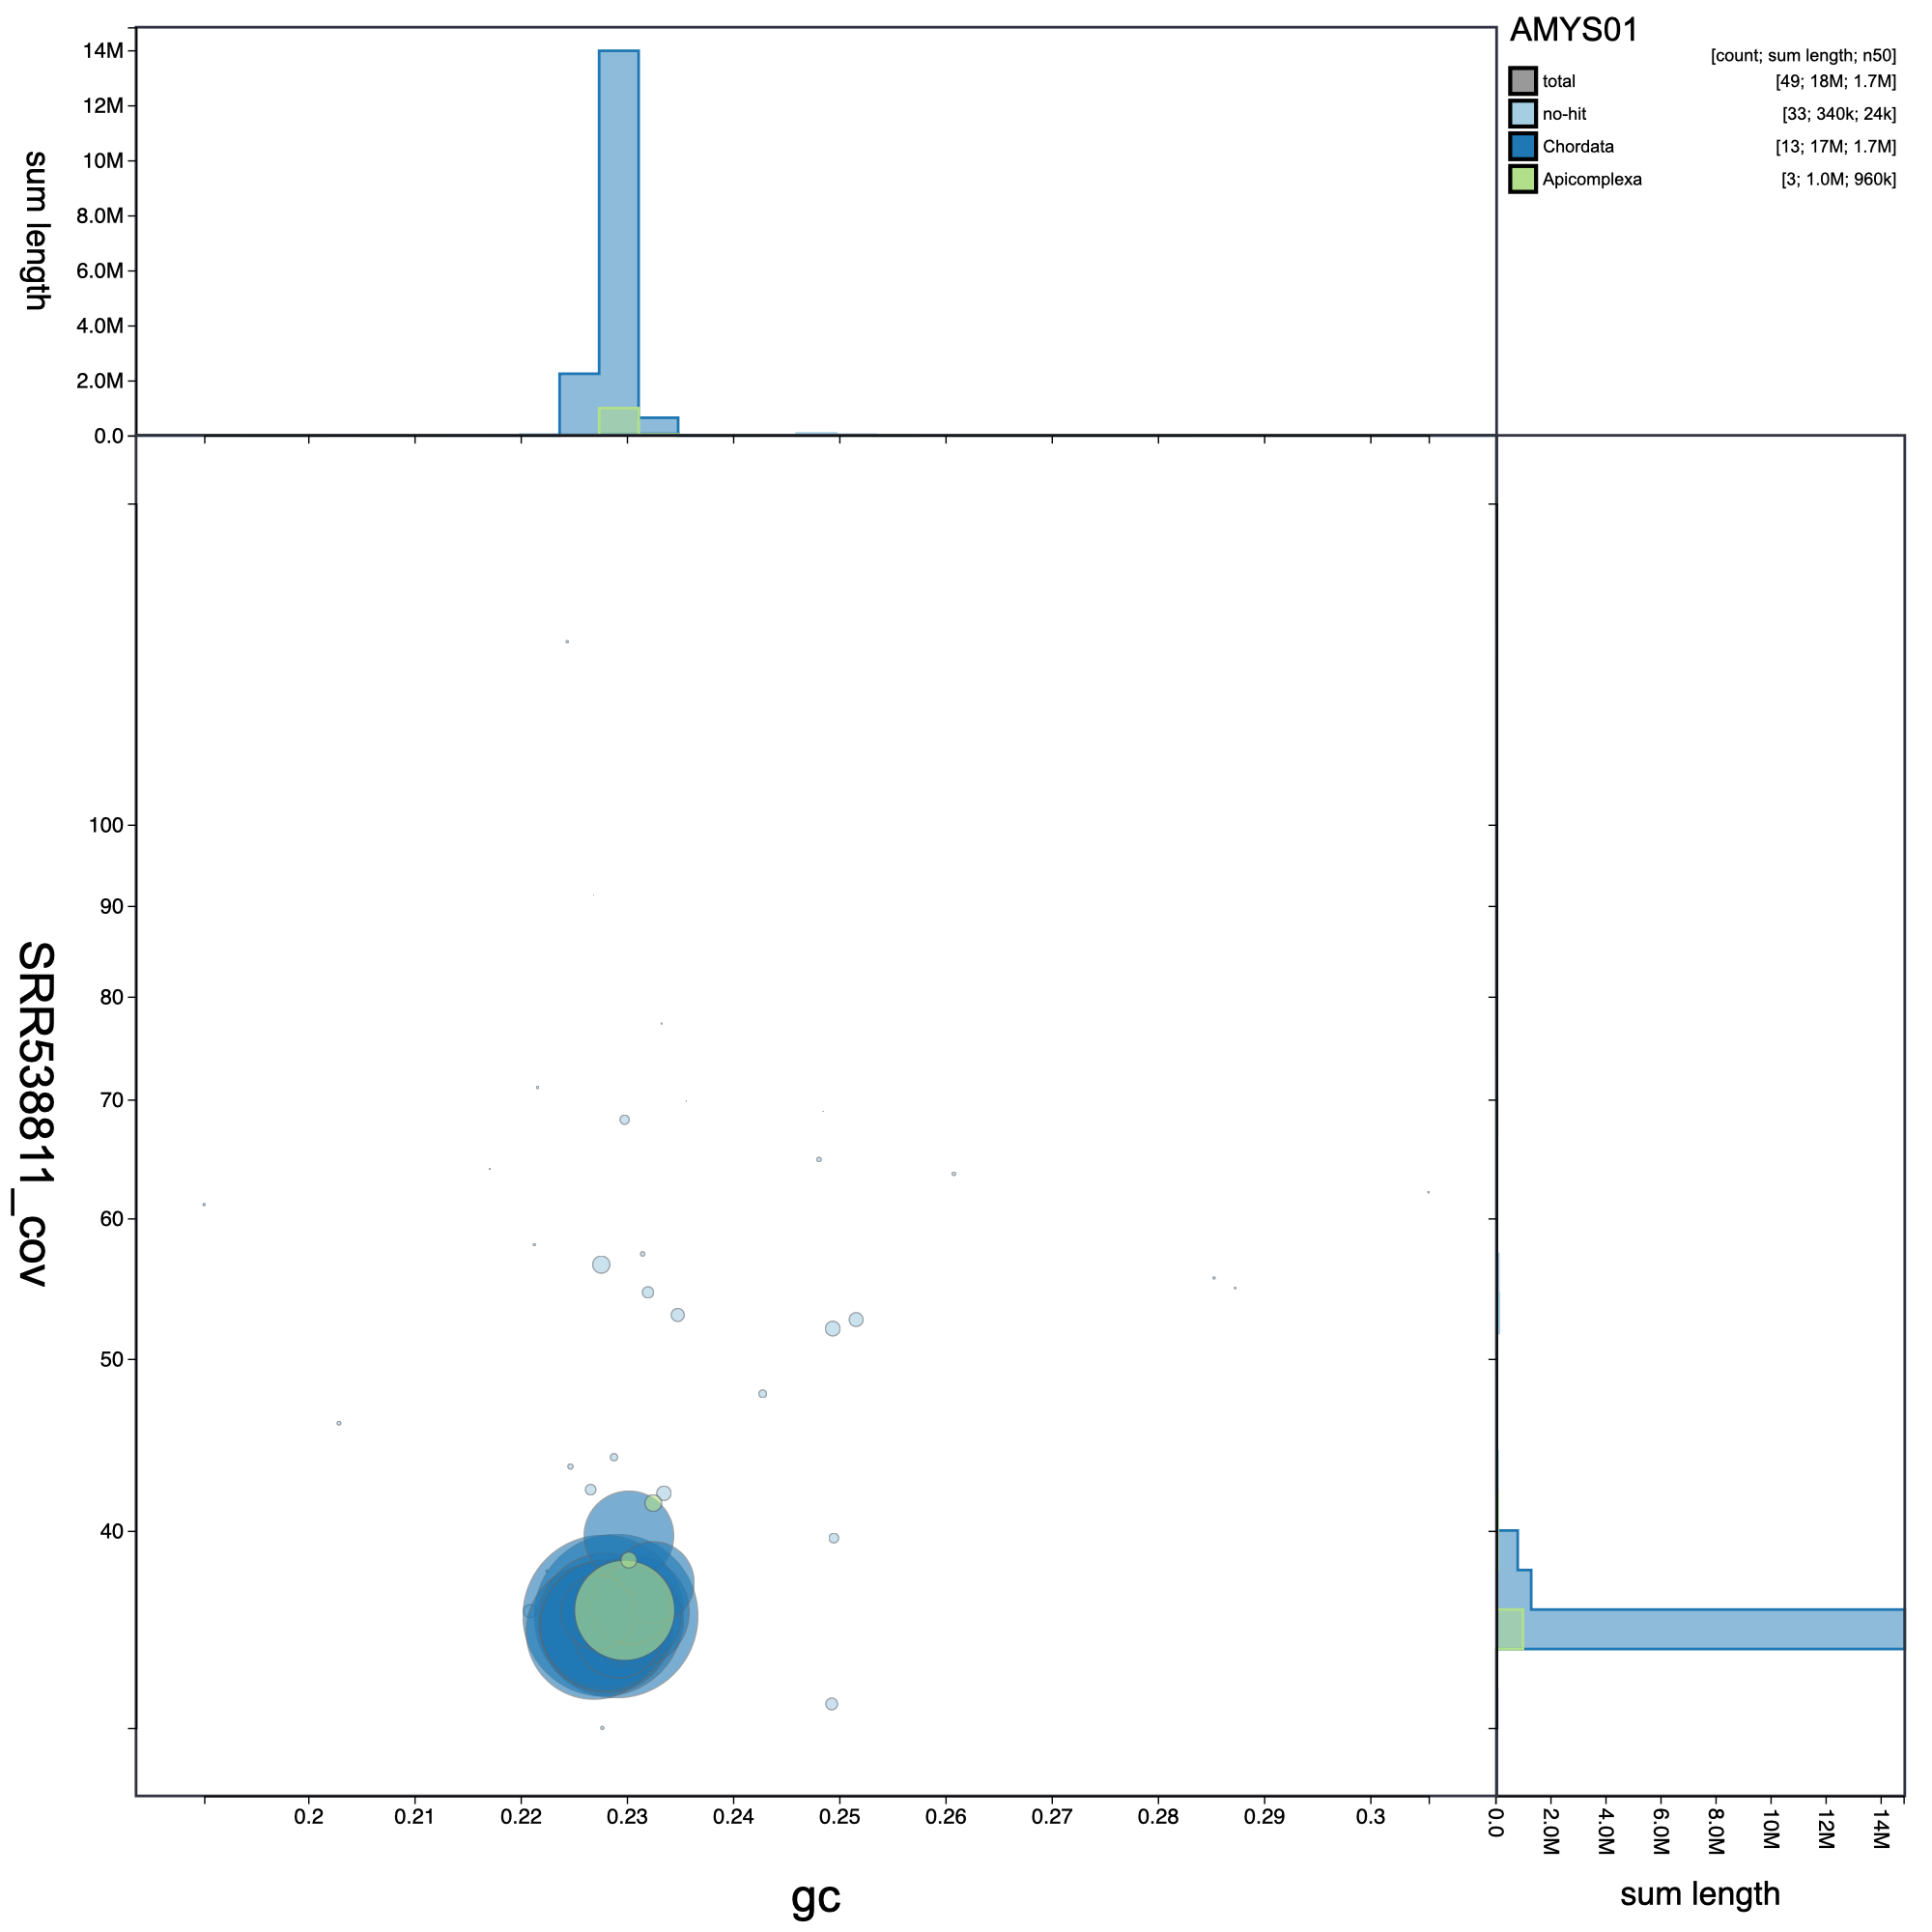 AMYS01
[count; sum length; n50]
total [49; 18M; 1.7M]
no-hit [33; 340k; 24k]
Chordata [13; 17M; 1.7M]
Apicomplexa [3; 1.0M; 960k]
sum length
14M
12M
10M
8.0M
6.0M
4.0M
2.0M
0.0
SRR538811_cov
100
90
80
70
60
50
40
0.2 0.21 0.22 0.23 0.24 0.25 0.26 0.27 0.28 0.29 0.3
gc
0.0 2.0M 4.0M 6.0M 8.0M 10M 12M 14M
sum length